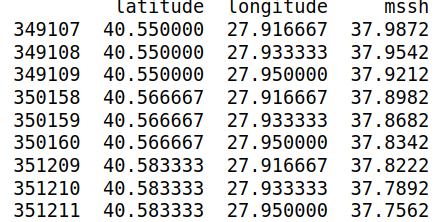 latitude longitude mssh
349107 40.550000 27.916667 37.9872
349108 40.550000 27.933333 37.9542
349109 40.550000 27.950000 37.9212
350158 40.566667 27.916667 37.8982
350159 40.566667 27.933333 37.8682
350160 40.566667 27.950000 37.8342
351209 40.583333 27.916667 37.8222
351210 40.583333 27.933333 37.7892
351211 40.583333 27.950000 37.7562